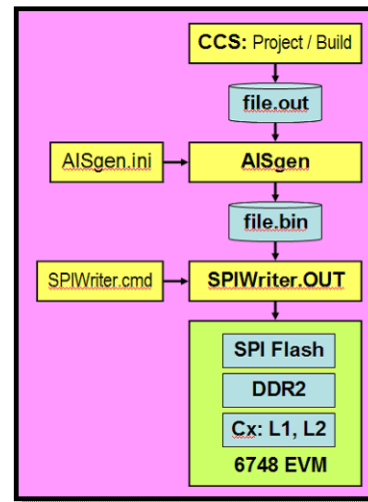 CCS: Project / Build
file.out
AISgen.ini
AISgen
file.bin
SPIWriter.cmd
SPIWriter.OUT
SPI Flash
DDR2
Cx: L1, L2
6748 EVM